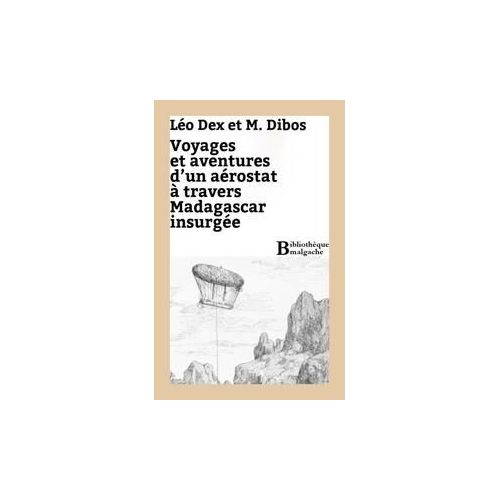 Léo Dex et M. Dibos
Voyages
et aventures
d'un aérostat
à travers
Madagascar
insurgée
Bibliothèque
malgache